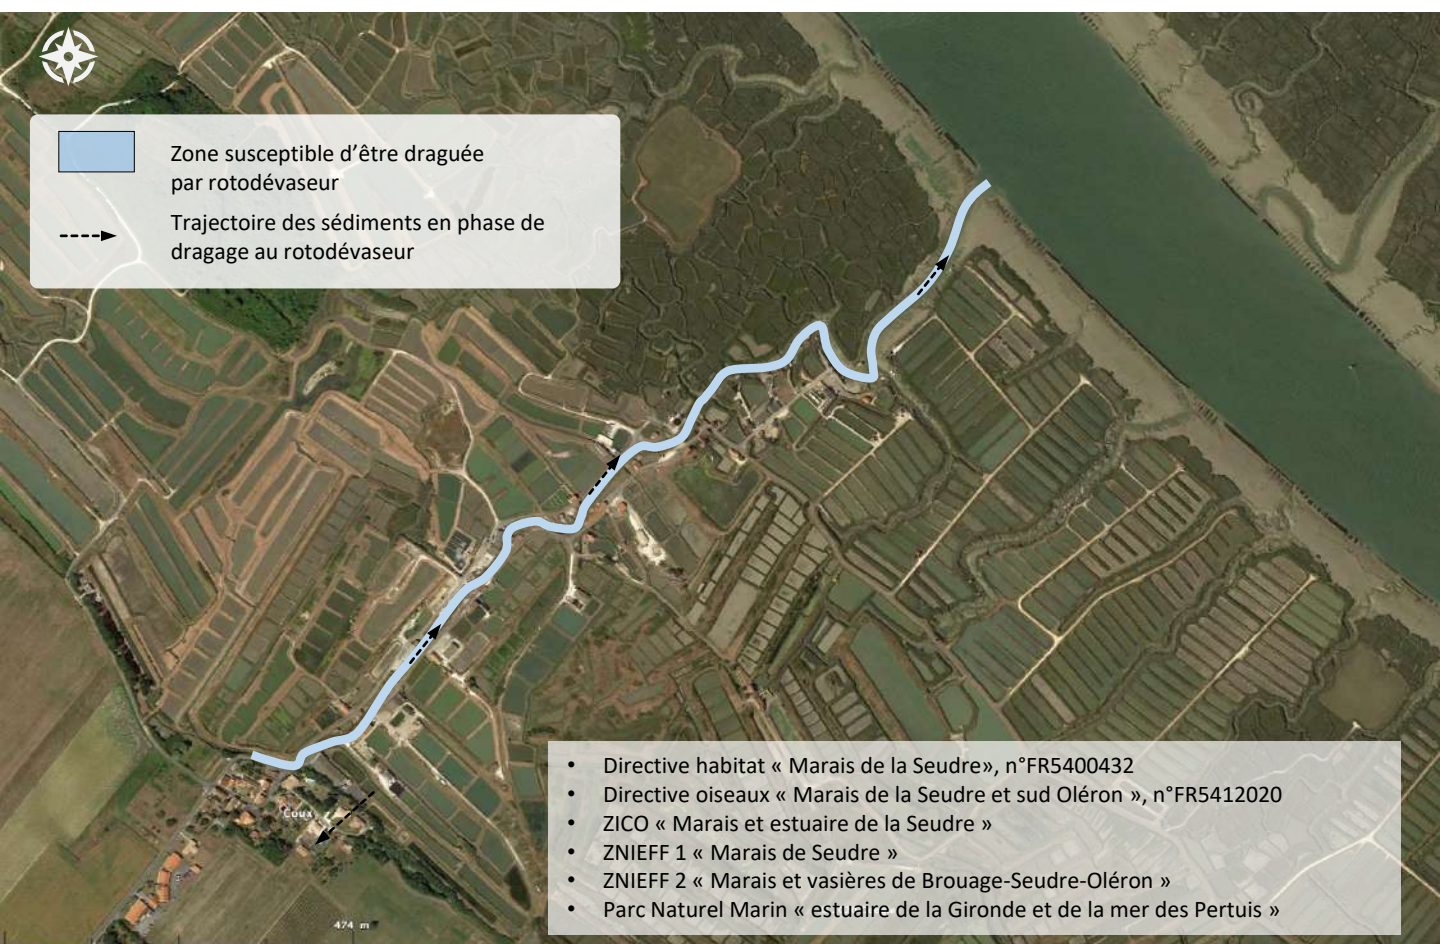 Zone susceptible d’être draguée
par rotodévaseur
Trajectoire des sédiments en phase de
dragage au rotodévaseur
Coux
474 m
• Directive habitat « Marais de la Seudre», n°FR5400432
• Directive oiseaux « Marais de la Seudre et sud Oléron », n°FR5412020
• ZICO « Marais et estuaire de la Seudre »
• ZNIEFF 1 « Marais de Seudre »
• ZNIEFF 2 « Marais et vasières de Brouage-Seudre-Oléron »
• Parc Naturel Marin « estuaire de la Gironde et de la mer des Pertuis »